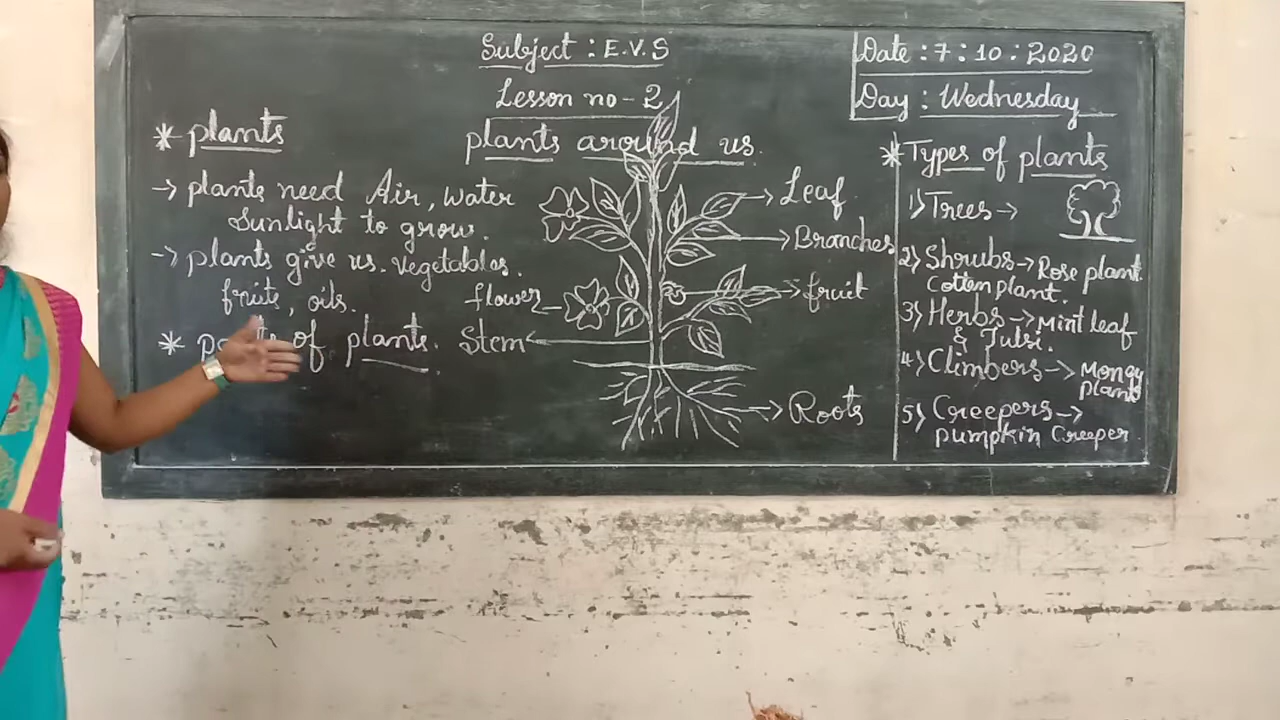 Subject : E.V.S
Lesson no - 2
plants around us.
Date : 7 : 10 : 2020
Day : Wednesday
* plants
→ plants need Air, water
Sunlight to grow.
→ plants give us. vegetables.
fruits, oils.
* parts of plants.
Leaf
Branches
fruit
flower
Stem
Roots
* Types of plants
1) Trees →
2) Shrubs → Rose plant.
Cotten plant.
3) Herbs → Mint leaf
& Tulsi.
4) Climbers → Money
plant
5) Creepers →
pumpkin Creeper.